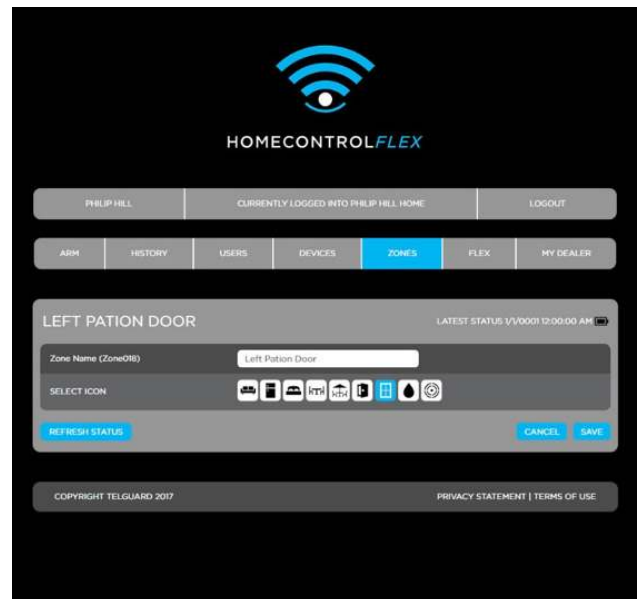 HOMECONTROLFLEX
PHILIP HILL CURRENTLY LOGGED INTO PHILIP HILL HOME LOGOUT
ARM HISTORY USERS DEVICES ZONES FLEX MY DEALER
LEFT PATION DOOR LATEST STATUS 1/1/0001 12:00:00 AM
Zone Name (Zone018) Left Pation Door
SELECT ICON
REFRESH STATUS CANCEL SAVE
COPYRIGHT TELGUARD 2017 PRIVACY STATEMENT | TERMS OF USE